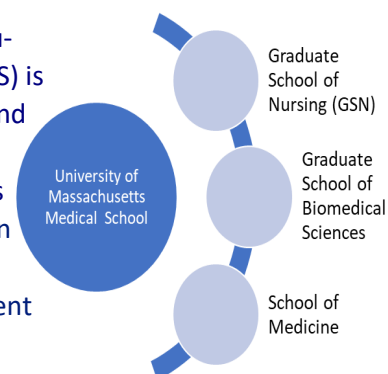 S) is
nd
s
n
ent
University of
Massachusetts
Medical School
Graduate
School of
Nursing (GSN)
Graduate
School of
Biomedical
Sciences
School of
Medicine